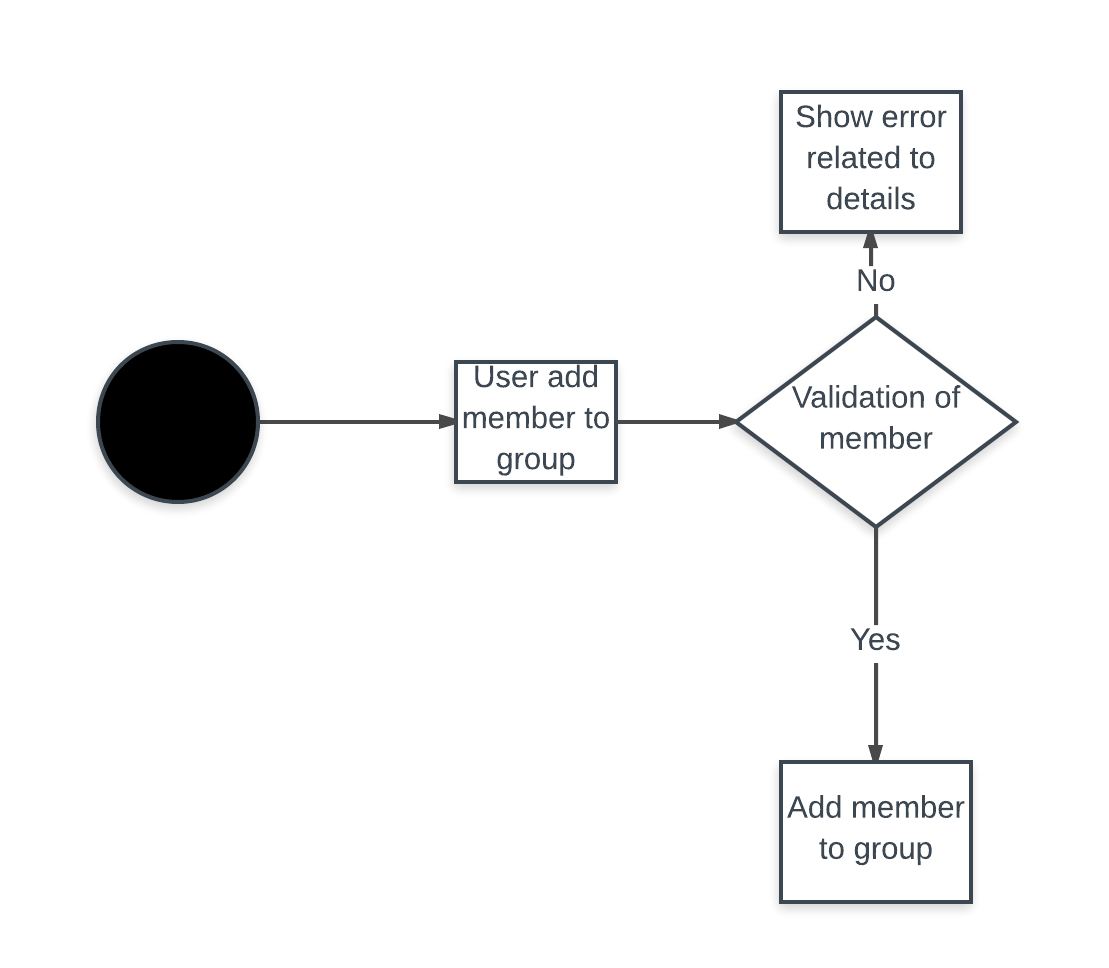 Show error
related to
details
No
User add
member to
group
Validation of
member
Yes
Add member
to group